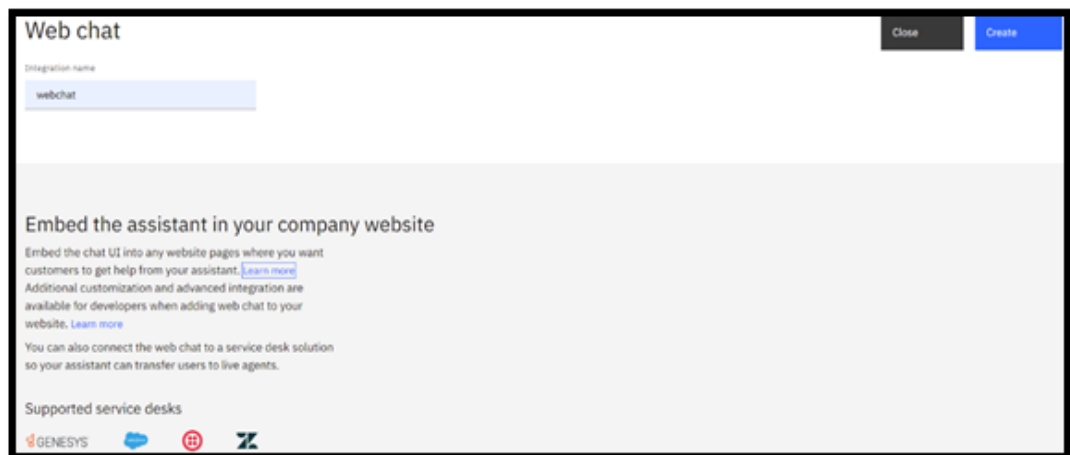 Web chat
Close
Create
Integration name
webchat
Embed the assistant in your company website
Embed the chat UI into any website pages where you want
customers to get help from your assistant. Learn more
Additional customization and advanced integration are
available for developers when adding web chat to your
website. Learn more
You can also connect the web chat to a service desk solution
so your assistant can transfer users to live agents.
Supported service desks
GENESYS